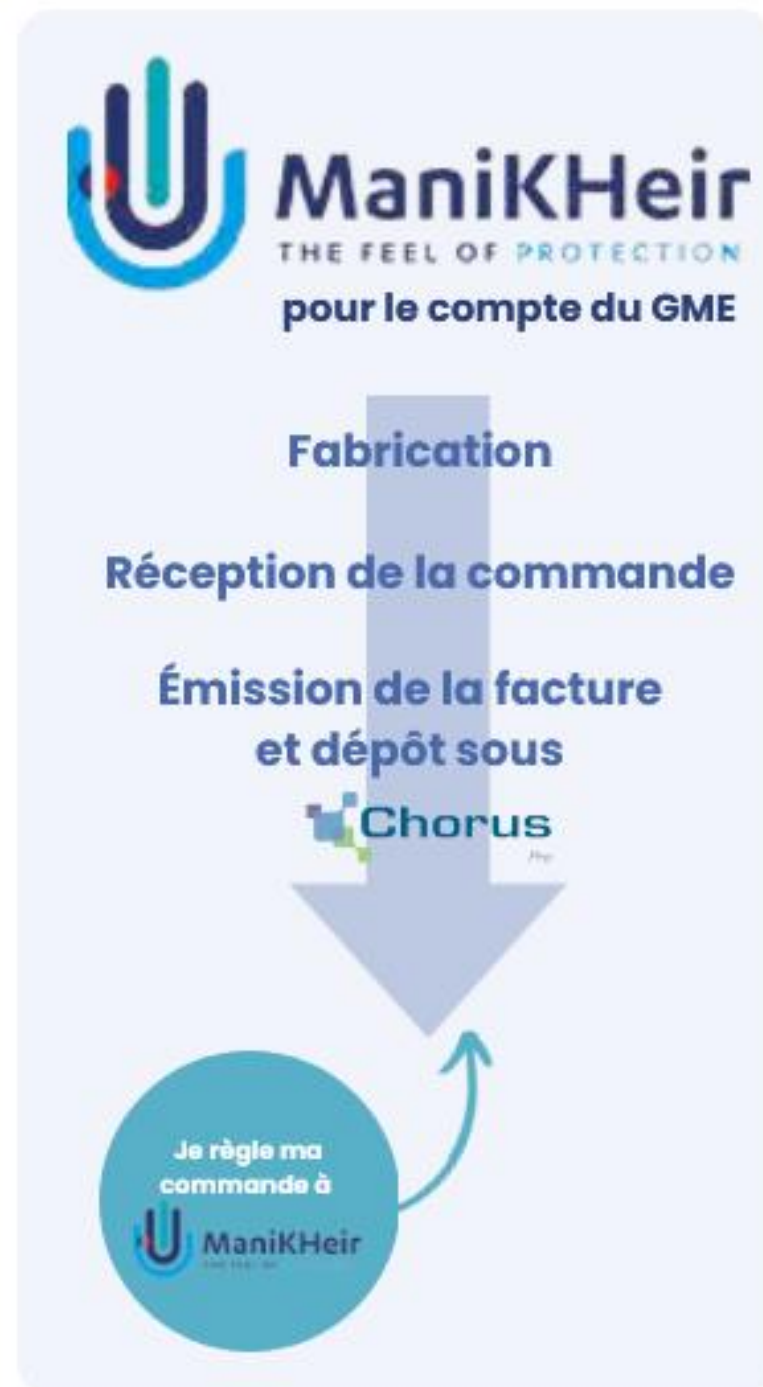 ManiKHeir
THE FEEL OF PROTECTION
pour le compte du GME
Fabrication
Réception de la commande
Émission de la facture
et dépôt sous
Chorus
Pro
Je règle ma
commande à
ManiKHeir